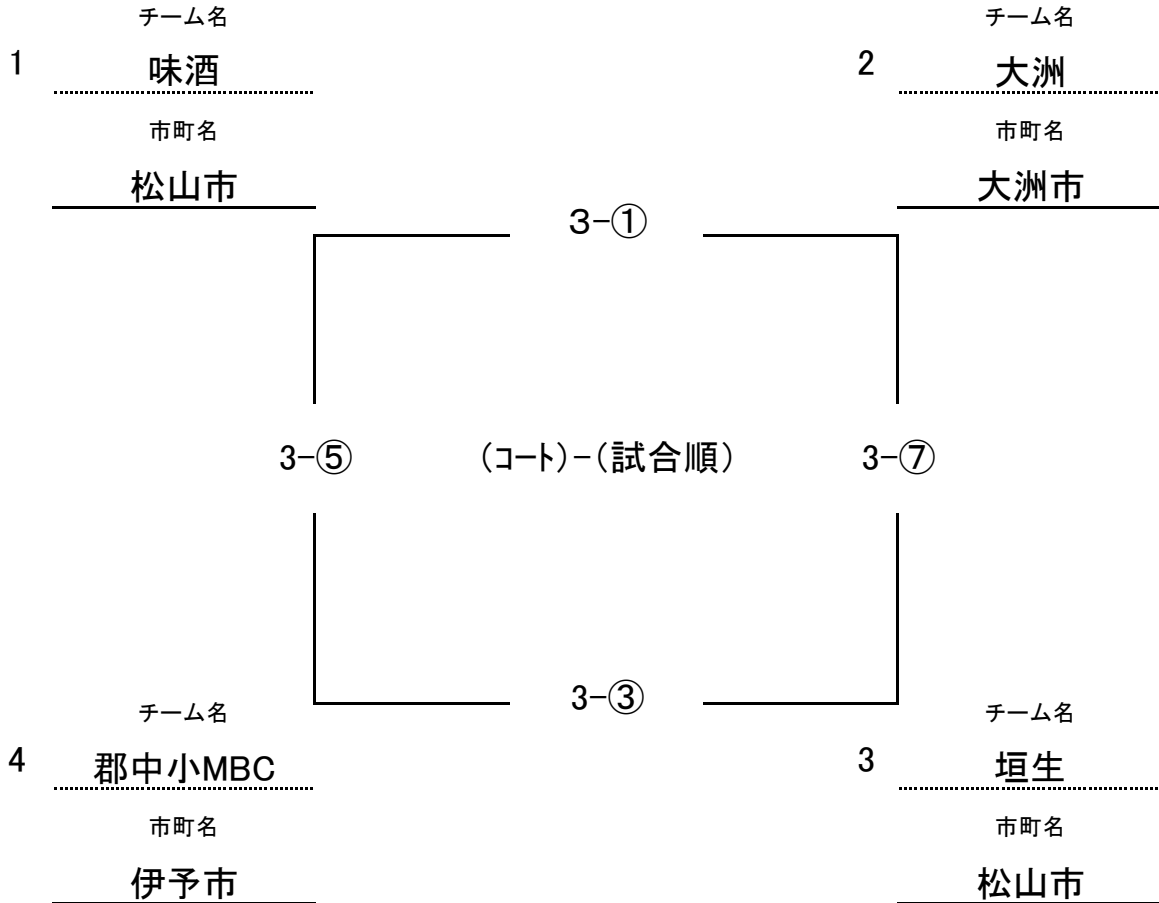 チーム名 チーム名
1 味酒 2 大洲
市町名 市町名
松山市 大洲市
3-①
3-⑤ (コート)-(試合順) 3-⑦
3-③
チーム名 チーム名
4 郡中小MBC 3 垣生
市町名 市町名
伊予市 松山市